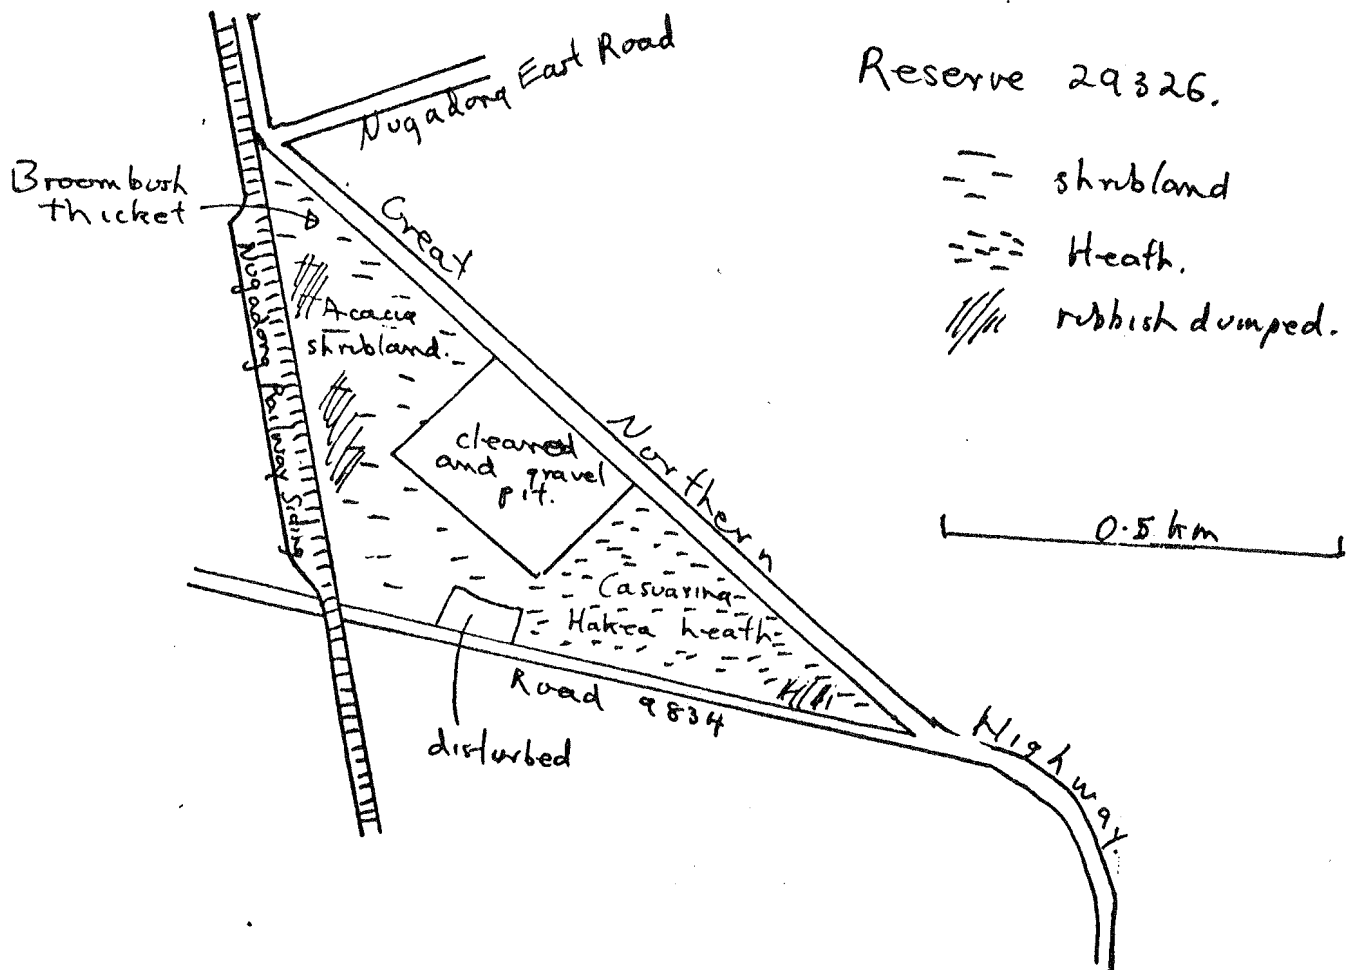 Nugadong East Road
Reserve 29326.
shrubland
Heath.
rubbish dumped.
Broombush
thicket
Great Northern Highway.
Nugadong Railway Siding
Acacia
shrubland.
cleared
and gravel
pit.
0.5 km
Casuarina-
Hakea heath
Road 9834
disturbed